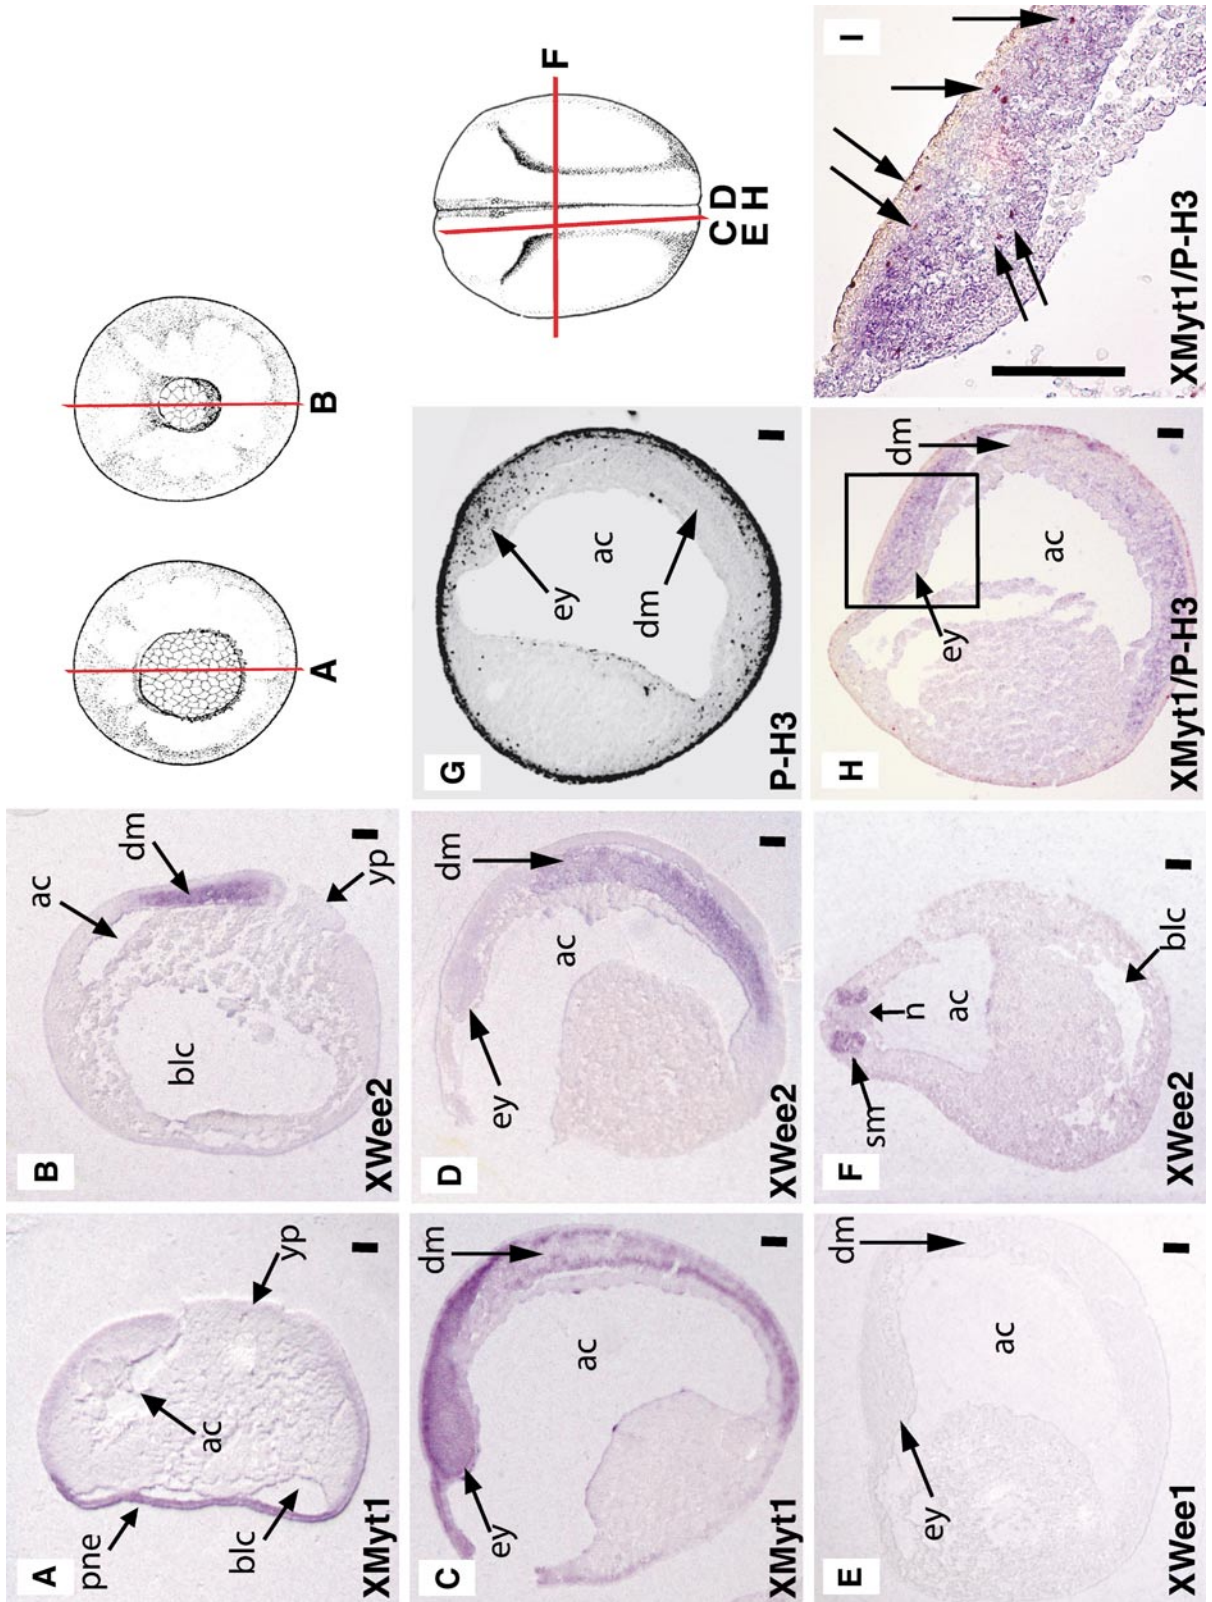 A
pne
ac
blc
yp
XMyt1
B
ac
dm
blc
yp
XWee2
A
B
C
dm
ac
ey
XMyt1
D
dm
ac
ey
XWee2
G
ey
ac
dm
P-H3
F
C D
E H
E
dm
ac
ey
XWee1
F
sm
n
ac
blc
XWee2
H
dm
ac
ey
XMyt1/P-H3
I
XMyt1/P-H3